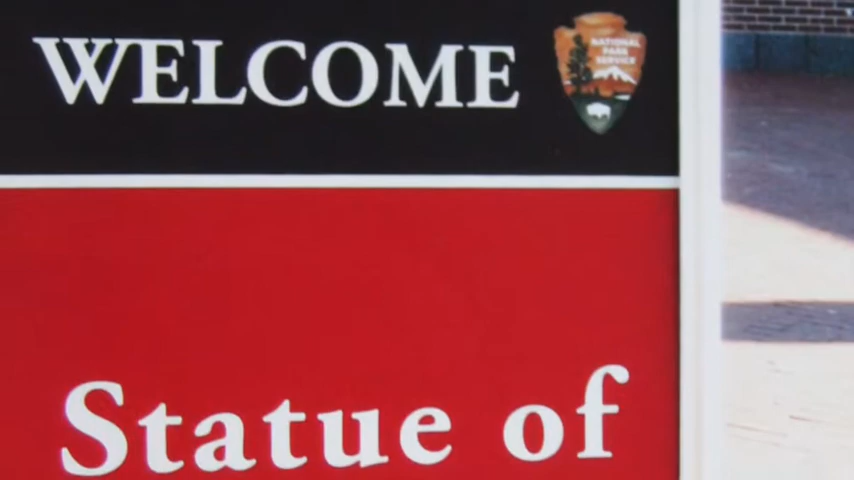 WELCOME
NATIONAL
PARK
SERVICE
Statue of